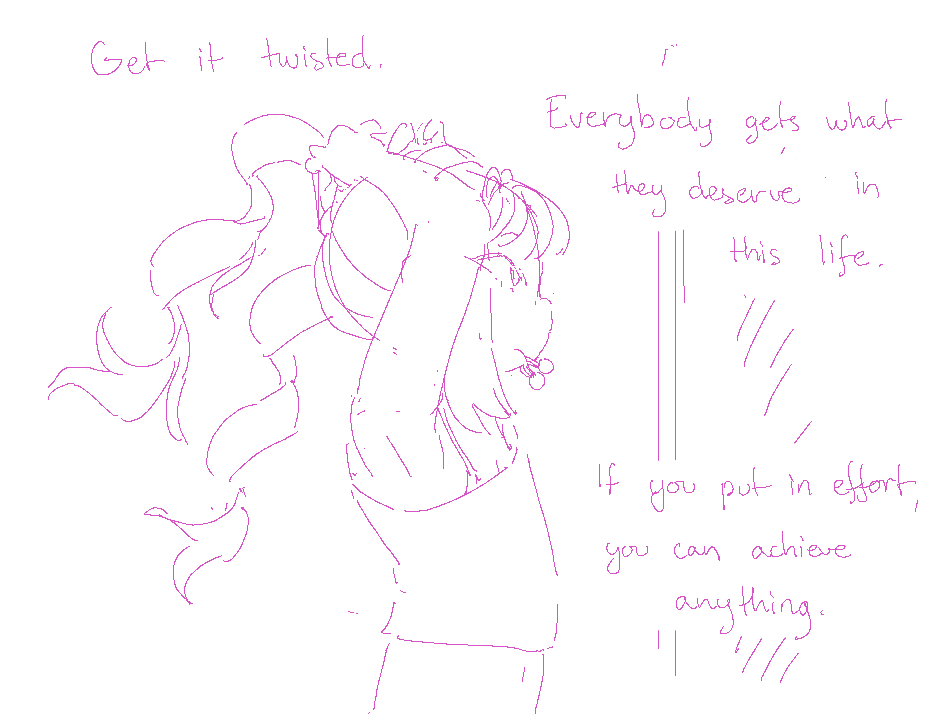 Get it twisted.
Everybody gets what
they deserve in
this life.
If you put in effort,
you can achieve
anything.